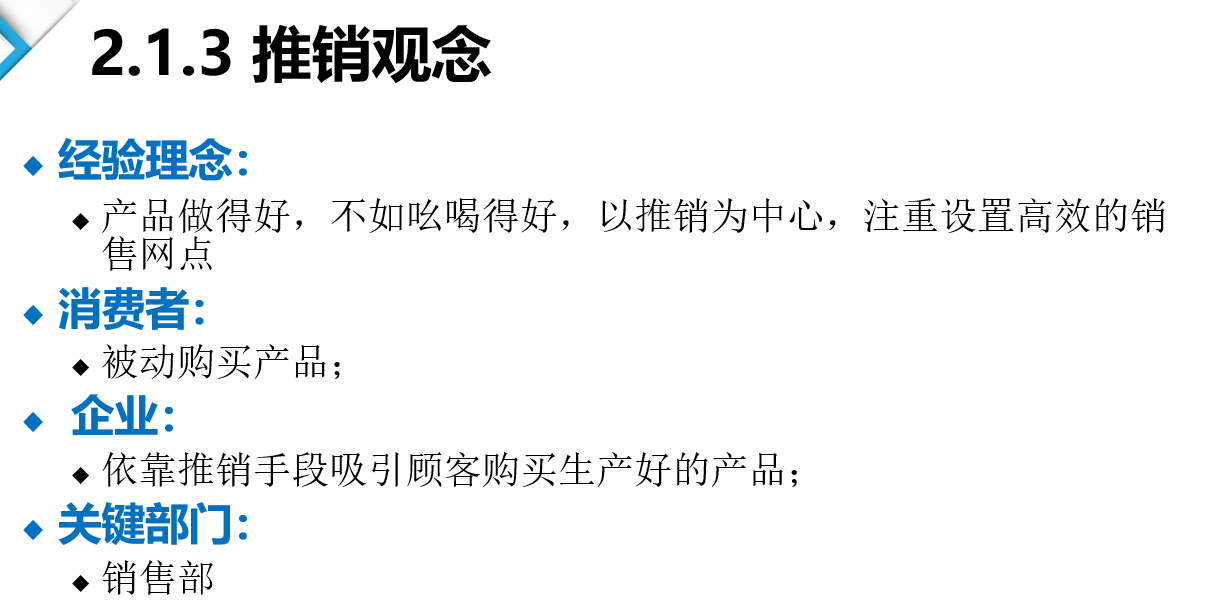 2.1.3 推销观念
经验理念：
产品做得好，不如吆喝得好，以推销为中心，注重设置高效的销
售网点
消费者：
被动购买产品；
企业：
依靠推销手段吸引顾客购买生产好的产品；
关键部门：
销售部